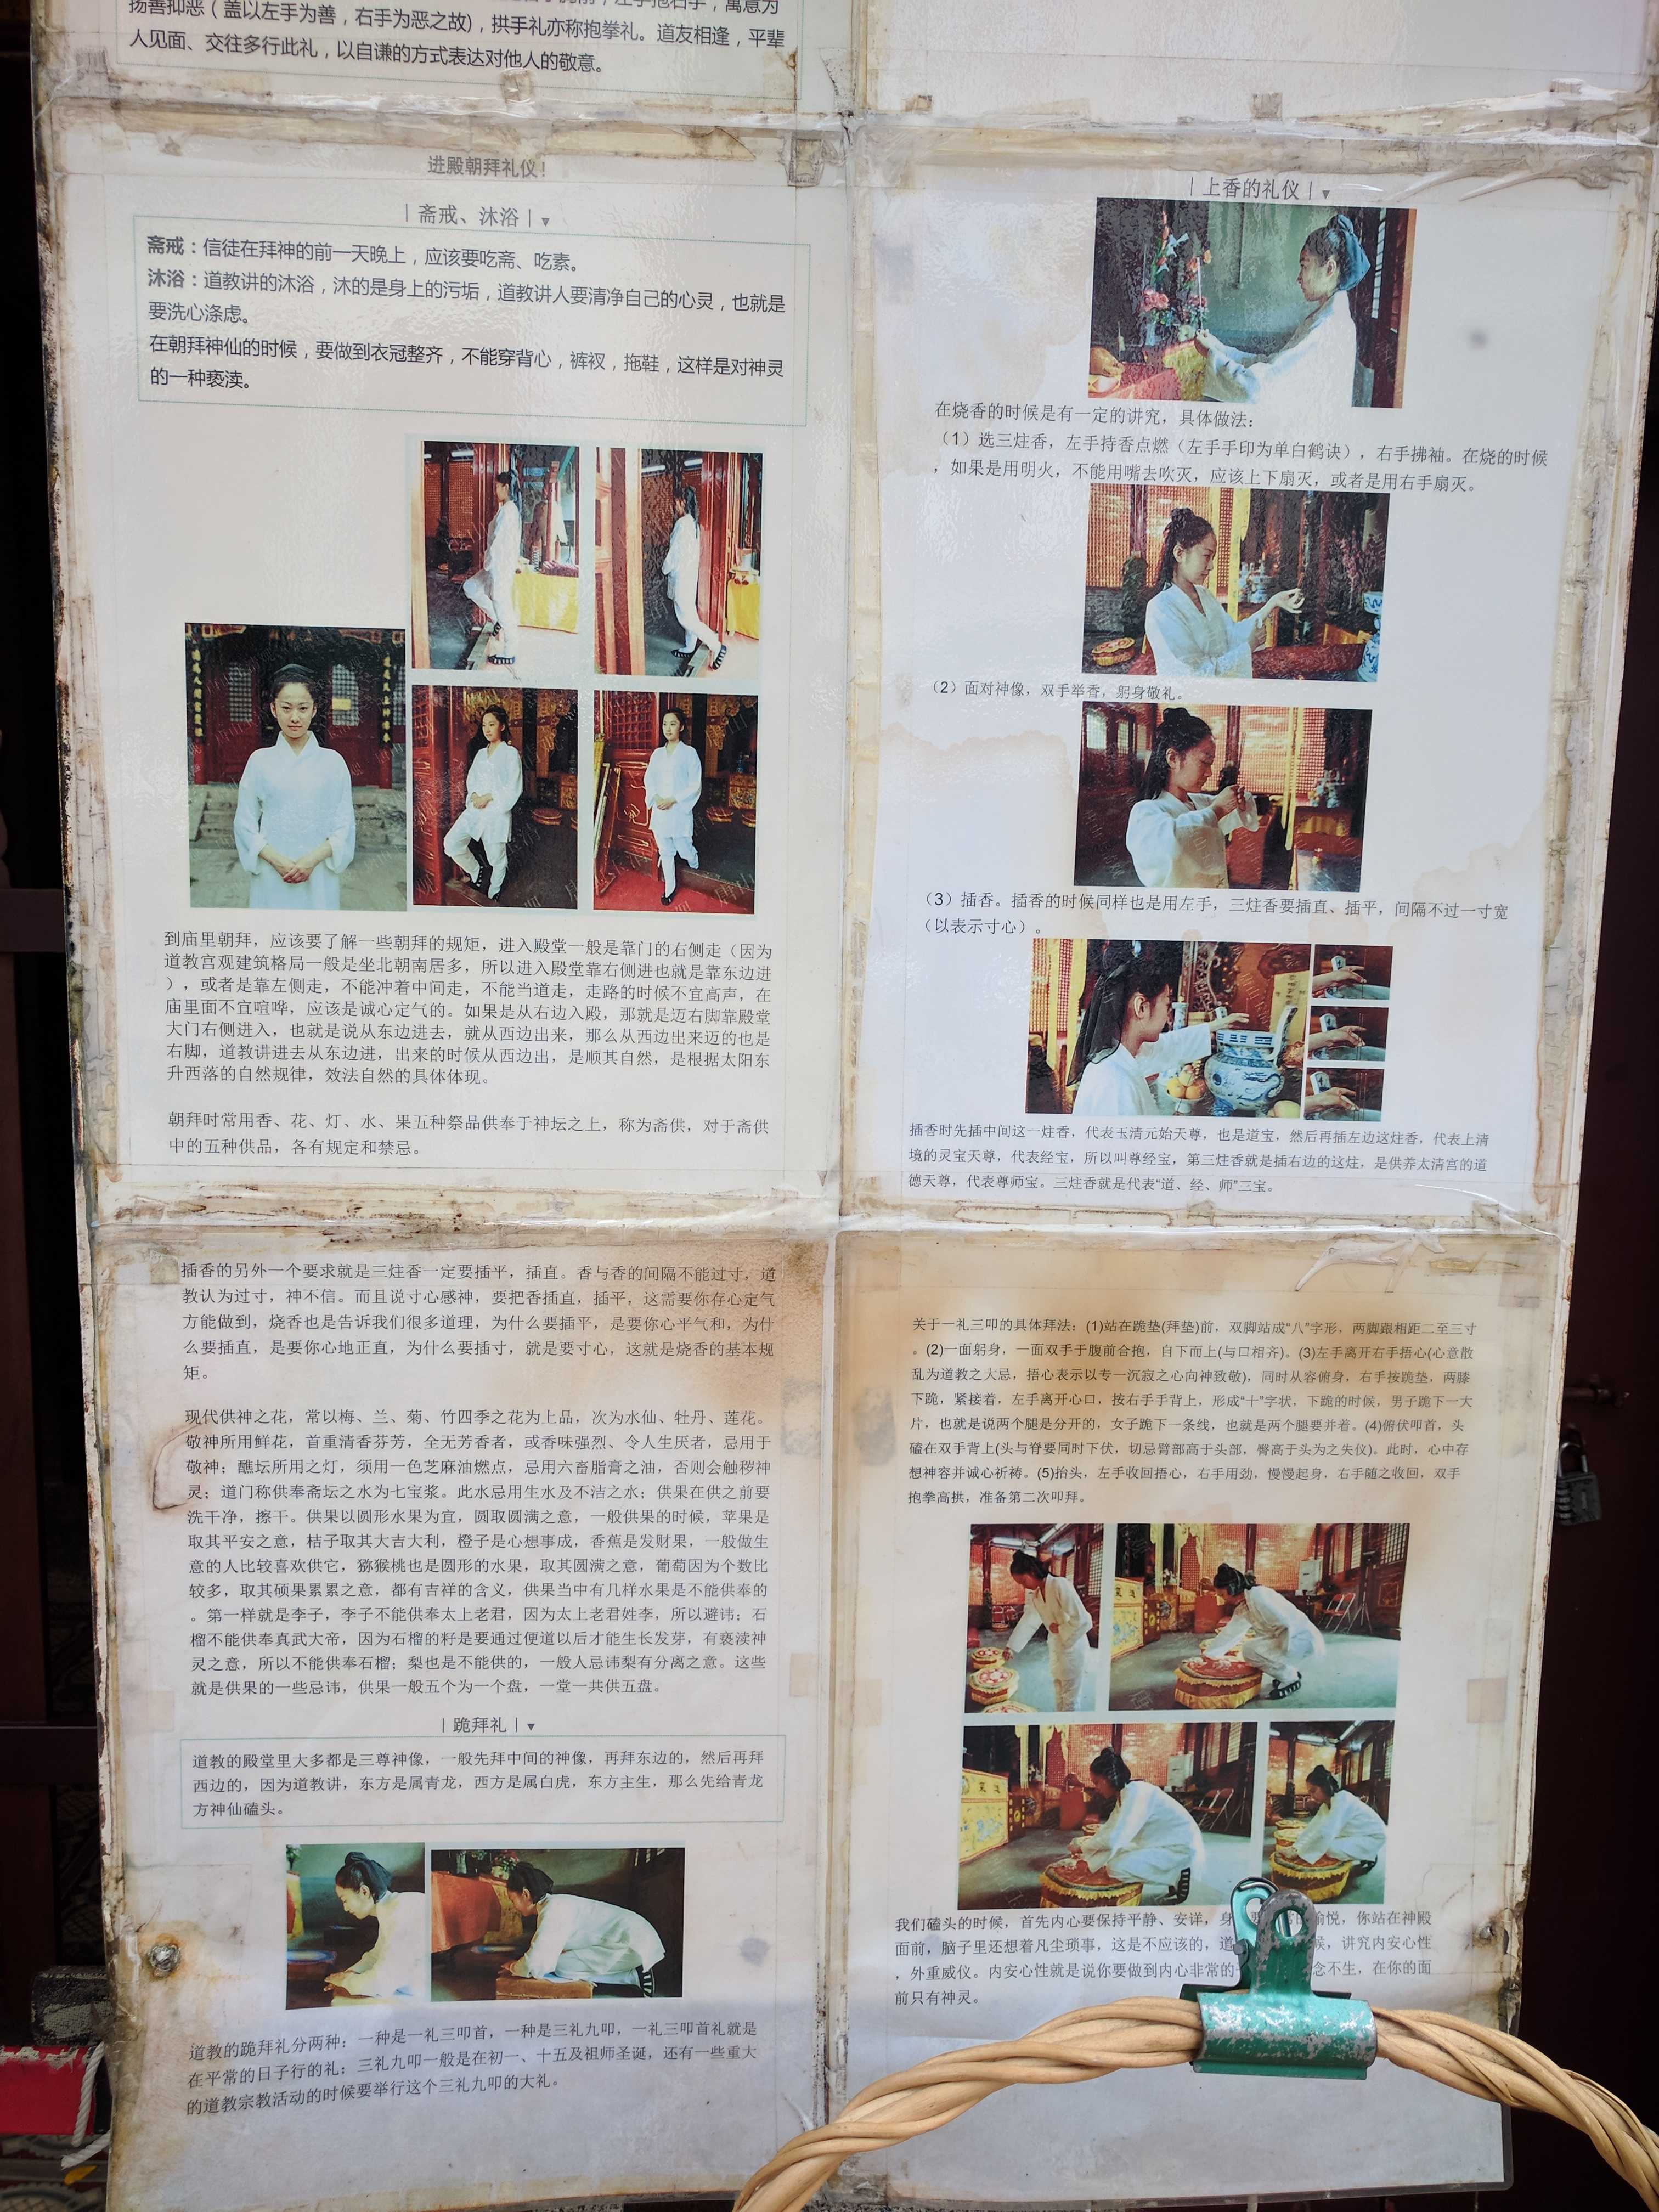 扬善抑恶（盖以左手为善，右手为恶之故)，拱手礼亦称抱拳礼。道友相逢，平辈
人见面、交往多行此礼，以自谦的方式表达对他人的敬意。
进殿朝拜礼仪！
|斋戒、沐浴|▼
斋戒：信徒在拜神的前一天晚上，应该要吃斋、吃素。
沐浴：道教讲的沐浴，沐的是身上的污垢，道教讲人要清净自己的心灵，也就是
要洗心涤虑。
在朝拜神仙的时候，要做到衣冠整齐，不能穿背心，裤衩，拖鞋，这样是对神灵
的一种亵渎。
到庙里朝拜，应该要了解一些朝拜的规矩，进入殿堂一般是靠门的右侧走（因为
道教宫观建筑格局一般是坐北朝南居多，所以进入殿堂靠右侧进也就是靠东边进
），或者是靠左侧走，不能冲着中间走，不能当道走，走路的时候不宜高声，在
庙里面不宜喧哗，应该是诚心定气的。如果是从右边入殿，那就是迈右脚靠殿堂
大门右侧进入，也就是说从东边进去，就从西边出来，那么从西边出来迈的也是
右脚，道教讲进去从东边进，出来的时候从西边出，是顺其自然，是根据太阳东
升西落的自然规律，效法自然的具体体现。
朝拜时常用香、花、灯、水、果五种祭品供奉于神坛之上，称为斋供，对于斋供
中的五种供品，各有规定和禁忌。
|上香的礼仪|▼
在烧香的时候是有一定的讲究，具体做法：
（1）选三炷香，左手持香点燃（左手手印为单白鹤诀），右手拂袖。在烧的时候
，如果是用明火，不能用嘴去吹灭，应该上下扇灭，或者是用右手扇灭。
（2）面对神像，双手举香，躬身敬礼。
（3）插香。插香的时候同样也是用左手，三炷香要插直、插平，间隔不过一寸宽
（以表示寸心）。
插香时先插中间这一炷香，代表玉清元始天尊，也是道宝，然后再插左边这炷香，代表上清
境的灵宝天尊，代表经宝，所以叫尊经宝，第三炷香就是插右边的这炷，是供养太清宫的道
德天尊，代表尊师宝。三炷香就是代表“道、经、师”三宝。
插香的另外一个要求就是三炷香一定要插平，插直。香与香的间隔不能过寸，道
教认为过寸，神不信。而且说寸心感神，要把香插直，插平，这需要你存心定气
方能做到，烧香也是告诉我们很多道理，为什么要插平，是要你心平气和，为什
么要插直，是要你心地正直，为什么要插寸，就是要寸心，这就是烧香的基本规
矩。
现代供神之花，常以梅、兰、菊、竹四季之花为上品，次为水仙、牡丹、莲花。
敬神所用鲜花，首重清香芬芳，全无芳香者，或香味强烈、令人生厌者，忌用于
敬神；醮坛所用之灯，须用一色芝麻油燃点，忌用六畜脂膏之油，否则会触秽神
灵；道门称供奉斋坛之水为七宝浆。此水忌用生水及不洁之水；供果在供之前要
洗干净，擦干。供果以圆形水果为宜，圆取圆满之意，一般供果的时候，苹果是
取其平安之意，桔子取其大吉大利，橙子是心想事成，香蕉是发财果，一般做生
意的人比较喜欢供它，猕猴桃也是圆形的水果，取其圆满之意，葡萄因为个数比
较多，取其硕果累累之意，都有吉祥的含义，供果当中有几样水果是不能供奉的
。第一样就是李子，李子不能供奉太上老君，因为太上老君姓李，所以避讳；石
榴不能供奉真武大帝，因为石榴的籽是要通过便道以后才能生长发芽，有亵渎神
灵之意，所以不能供奉石榴；梨也是不能供的，一般人忌讳梨有分离之意。这些
就是供果的一些忌讳，供果一般五个为一个盘，一堂一共供五盘。
|跪拜礼|▼
道教的殿堂里大多都是三尊神像，一般先拜中间的神像，再拜东边的，然后再拜
西边的，因为道教讲，东方是属青龙，西方是属白虎，东方主生，那么先给青龙
方神仙磕头。
道教的跪拜礼分两种：一种是一礼三叩首，一种是三礼九叩，一礼三叩首礼就是
在平常的日子行的礼；三礼九叩一般是在初一、十五及祖师圣诞，还有一些重大
的道教宗教活动的时候要举行这个三礼九叩的大礼。
关于一礼三叩的具体拜法：(1)站在跪垫(拜垫)前，双脚站成“八”字形，两脚跟相距二至三寸
。(2)一面躬身，一面双手于腹前合抱，自下而上(与口相齐)。(3)左手离开右手捂心(心意散
乱为道教之大忌，捂心表示以专一沉寂之心向神致敬)，同时从容俯身，右手按跪垫，两膝
下跪，紧接着，左手离开心口，按右手手背上，形成“十”字状，下跪的时候，男子跪下一大
片，也就是说两个腿是分开的，女子跪下一条线，也就是两个腿要并着。(4)俯伏叩首，头
磕在双手背上(头与脊要同时下伏，切忌臂部高于头部，臀高于头为之失仪)。此时，心中存
想神容并诚心祈祷。(5)抬头，左手收回捂心，右手用劲，慢慢起身，右手随之收回，双手
抱拳高拱，准备第二次叩拜。
我们磕头的时候，首先内心要保持平静、安详，身 愉悦，你站在神殿
面前，脑子里还想着凡尘琐事，这是不应该的，道 候，讲究内安心性
，外重威仪。内安心性就是说你要做到内心非常的 念不生，在你的面
前只有神灵。